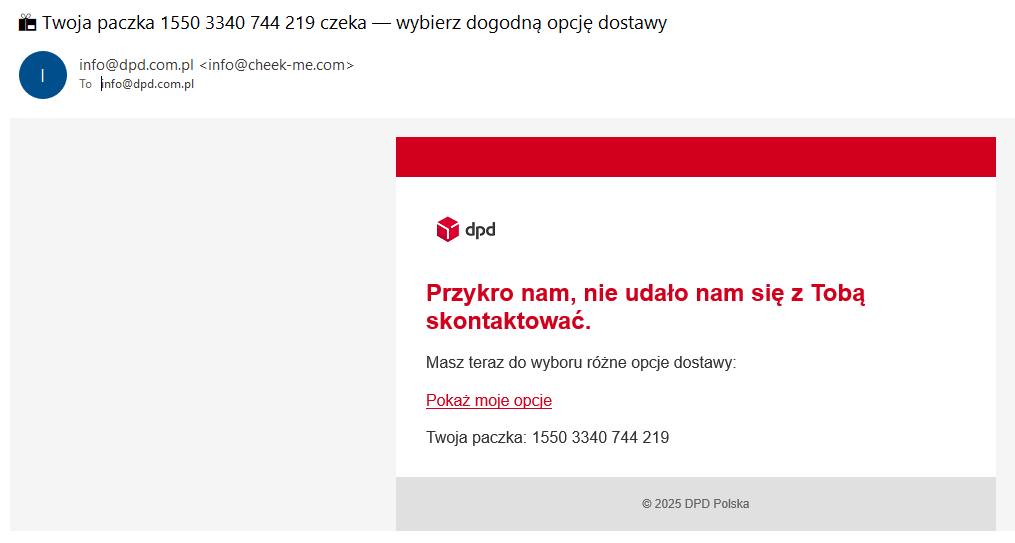 🎁 Twoja paczka 1550 3340 744 219 czeka — wybierz dogodną opcję dostawy
I
info@dpd.com.pl <info@cheek-me.com>
To info@dpd.com.pl
dpd
Przykro nam, nie udało nam się z Tobą
skontaktować.
Masz teraz do wyboru różne opcje dostawy:
Pokaż moje opcje
Twoja paczka: 1550 3340 744 219
© 2025 DPD Polska